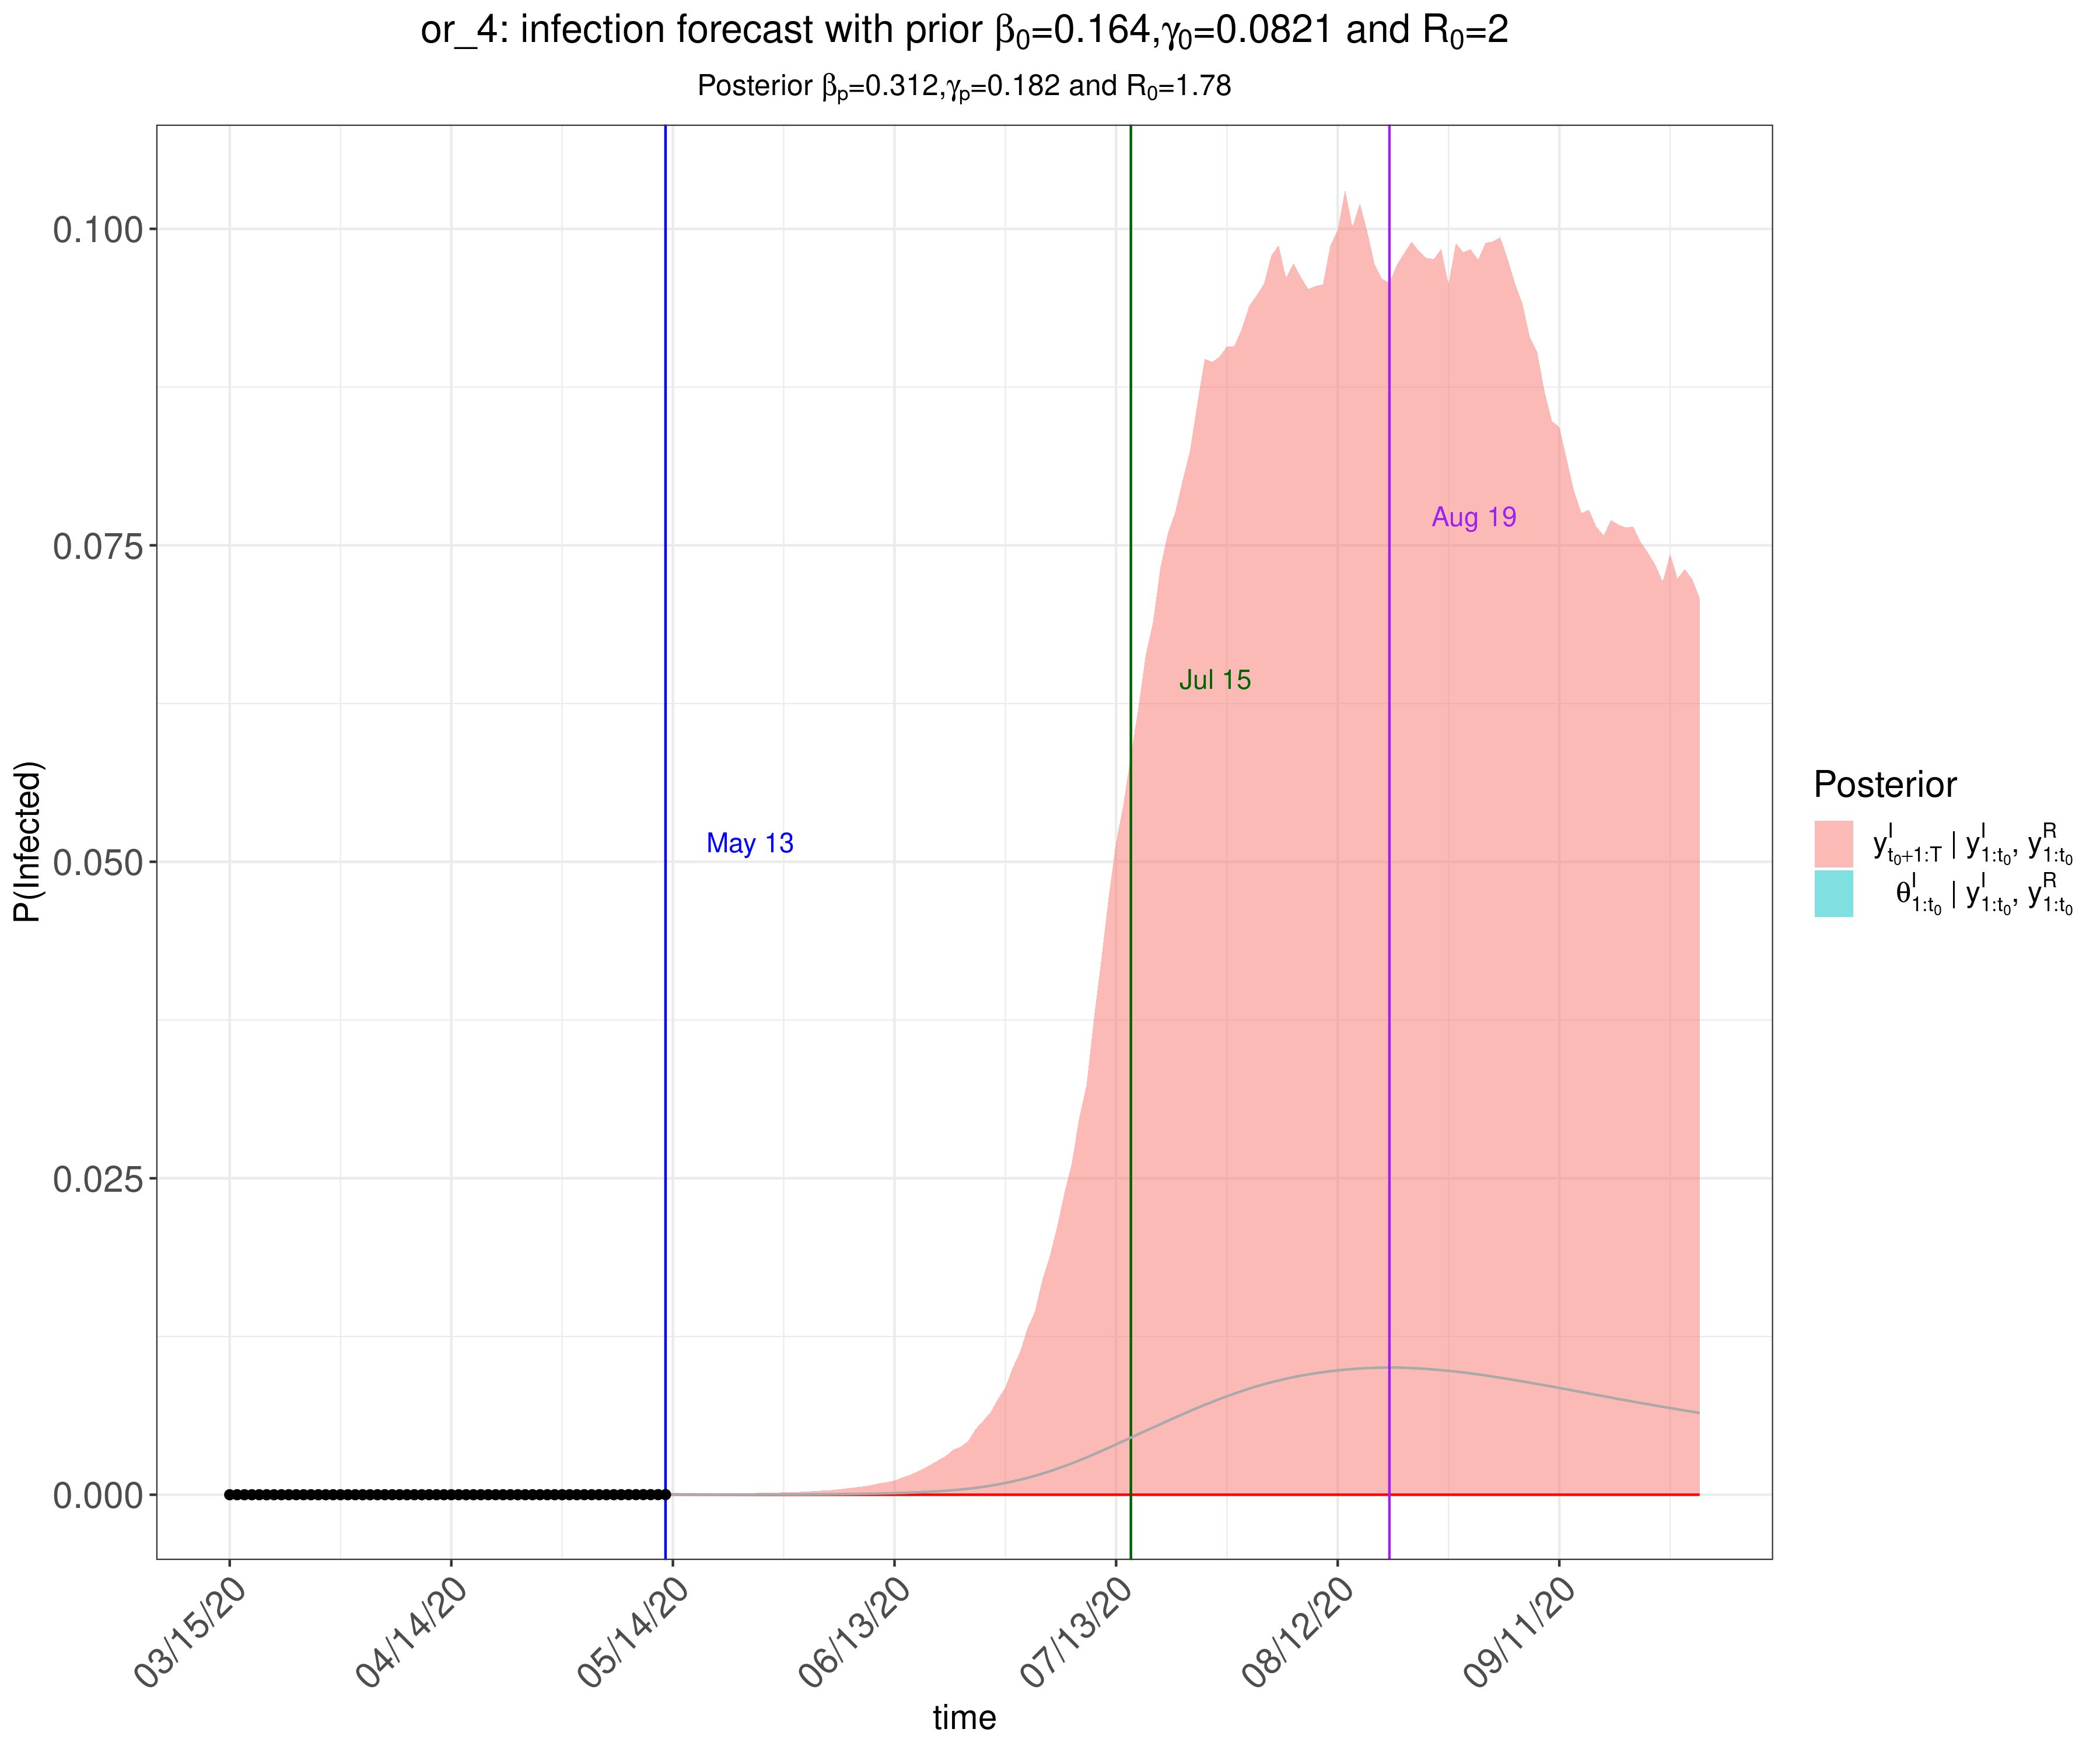 or_4: infection forecast with prior β₀=0.164,γ₀=0.0821 and R₀=2
Posterior βₚ=0.312,γₚ=0.182 and R₀=1.78
P(Infected)
0.100
0.075
0.050
0.025
0.000
May 13
Jul 15
Aug 19
03/15/20
04/14/20
05/14/20
06/13/20
07/13/20
08/12/20
09/11/20
time
Posterior
y^I_{t₀+1:T} | y^I_{1:t₀}, y^R_{1:t₀}
θ^I_{1:t₀} | y^I_{1:t₀}, y^R_{1:t₀}